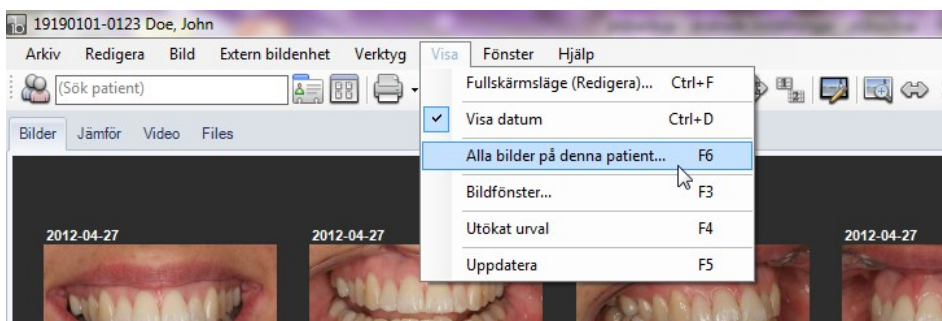 19190101-0123 Doe, John
Arkiv Redigera Bild Extern bildenhet Verktyg Visa Fönster Hjälp
(Sök patient)
Fullskärmsläge (Redigera)... Ctrl+F
Visa datum Ctrl+D
Alla bilder på denna patient... F6
Bildfönster... F3
Utökat urval F4
Uppdatera F5
Bilder Jämför Video Files
2012-04-27 2012-04-27 2012-04-27